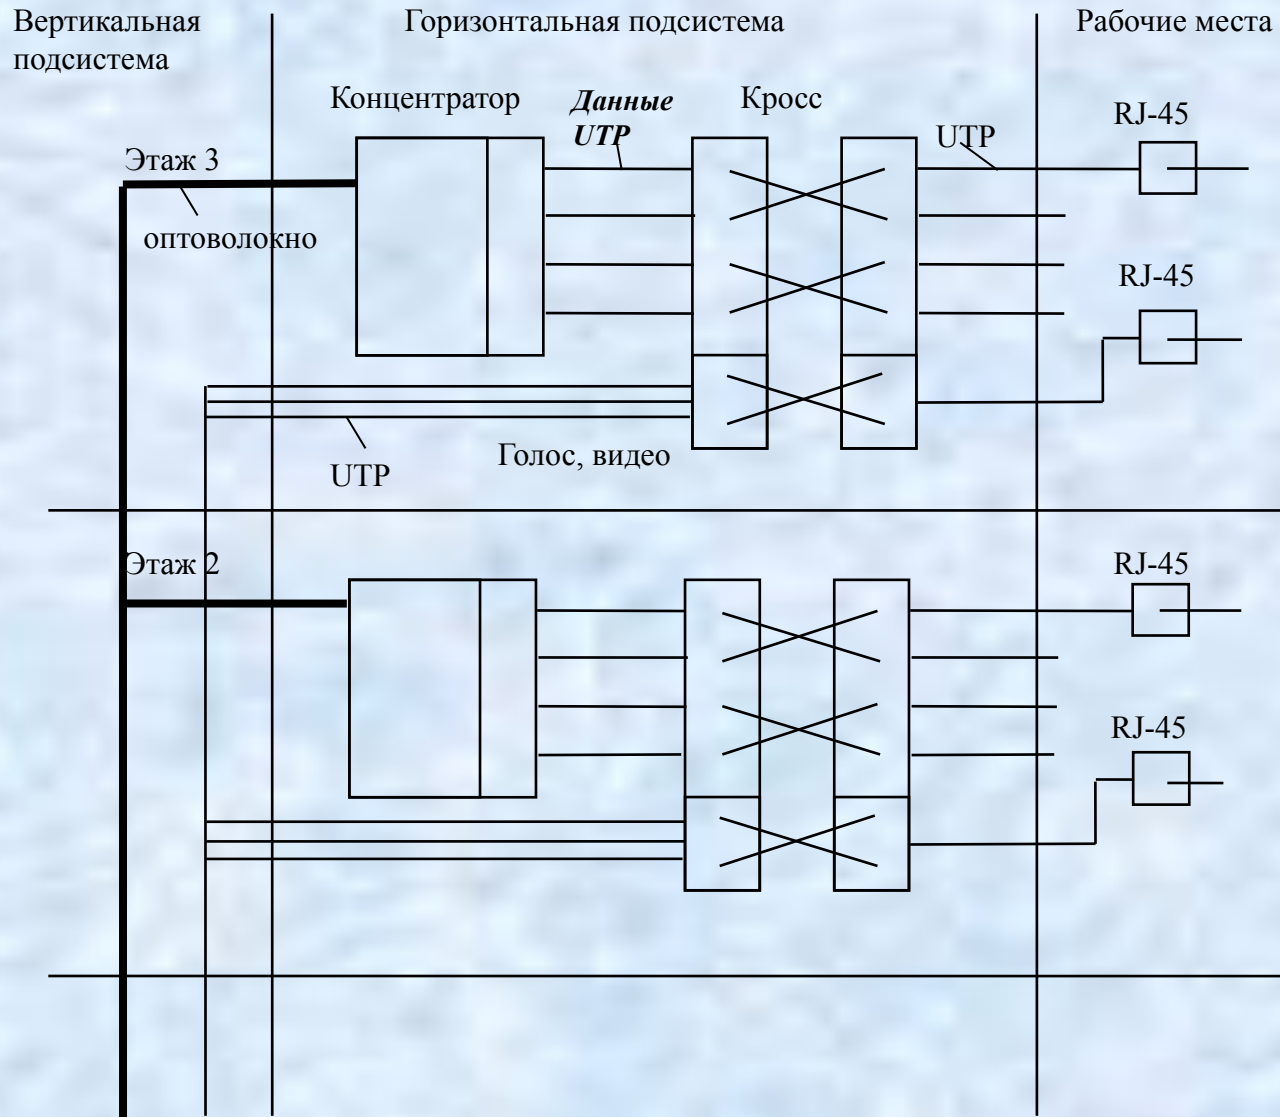 Вертикальная
подсистема
Горизонтальная подсистема
Рабочие места
Концентратор
Данные
UTP
Кросс
UTP
RJ-45
Этаж 3
оптоволокно
RJ-45
UTP
Голос, видео
Этаж 2
RJ-45
RJ-45